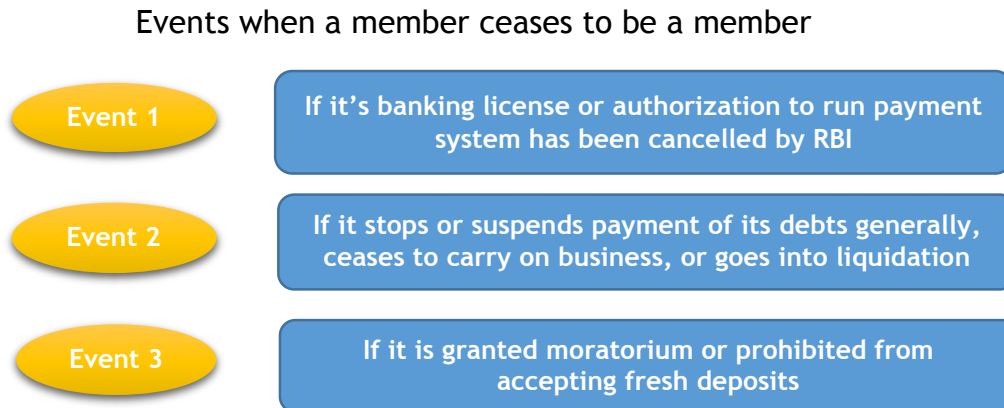 Events when a member ceases to be a member
Event 1
If it’s banking license or authorization to run payment
system has been cancelled by RBI
Event 2
If it stops or suspends payment of its debts generally,
ceases to carry on business, or goes into liquidation
Event 3
If it is granted moratorium or prohibited from
accepting fresh deposits